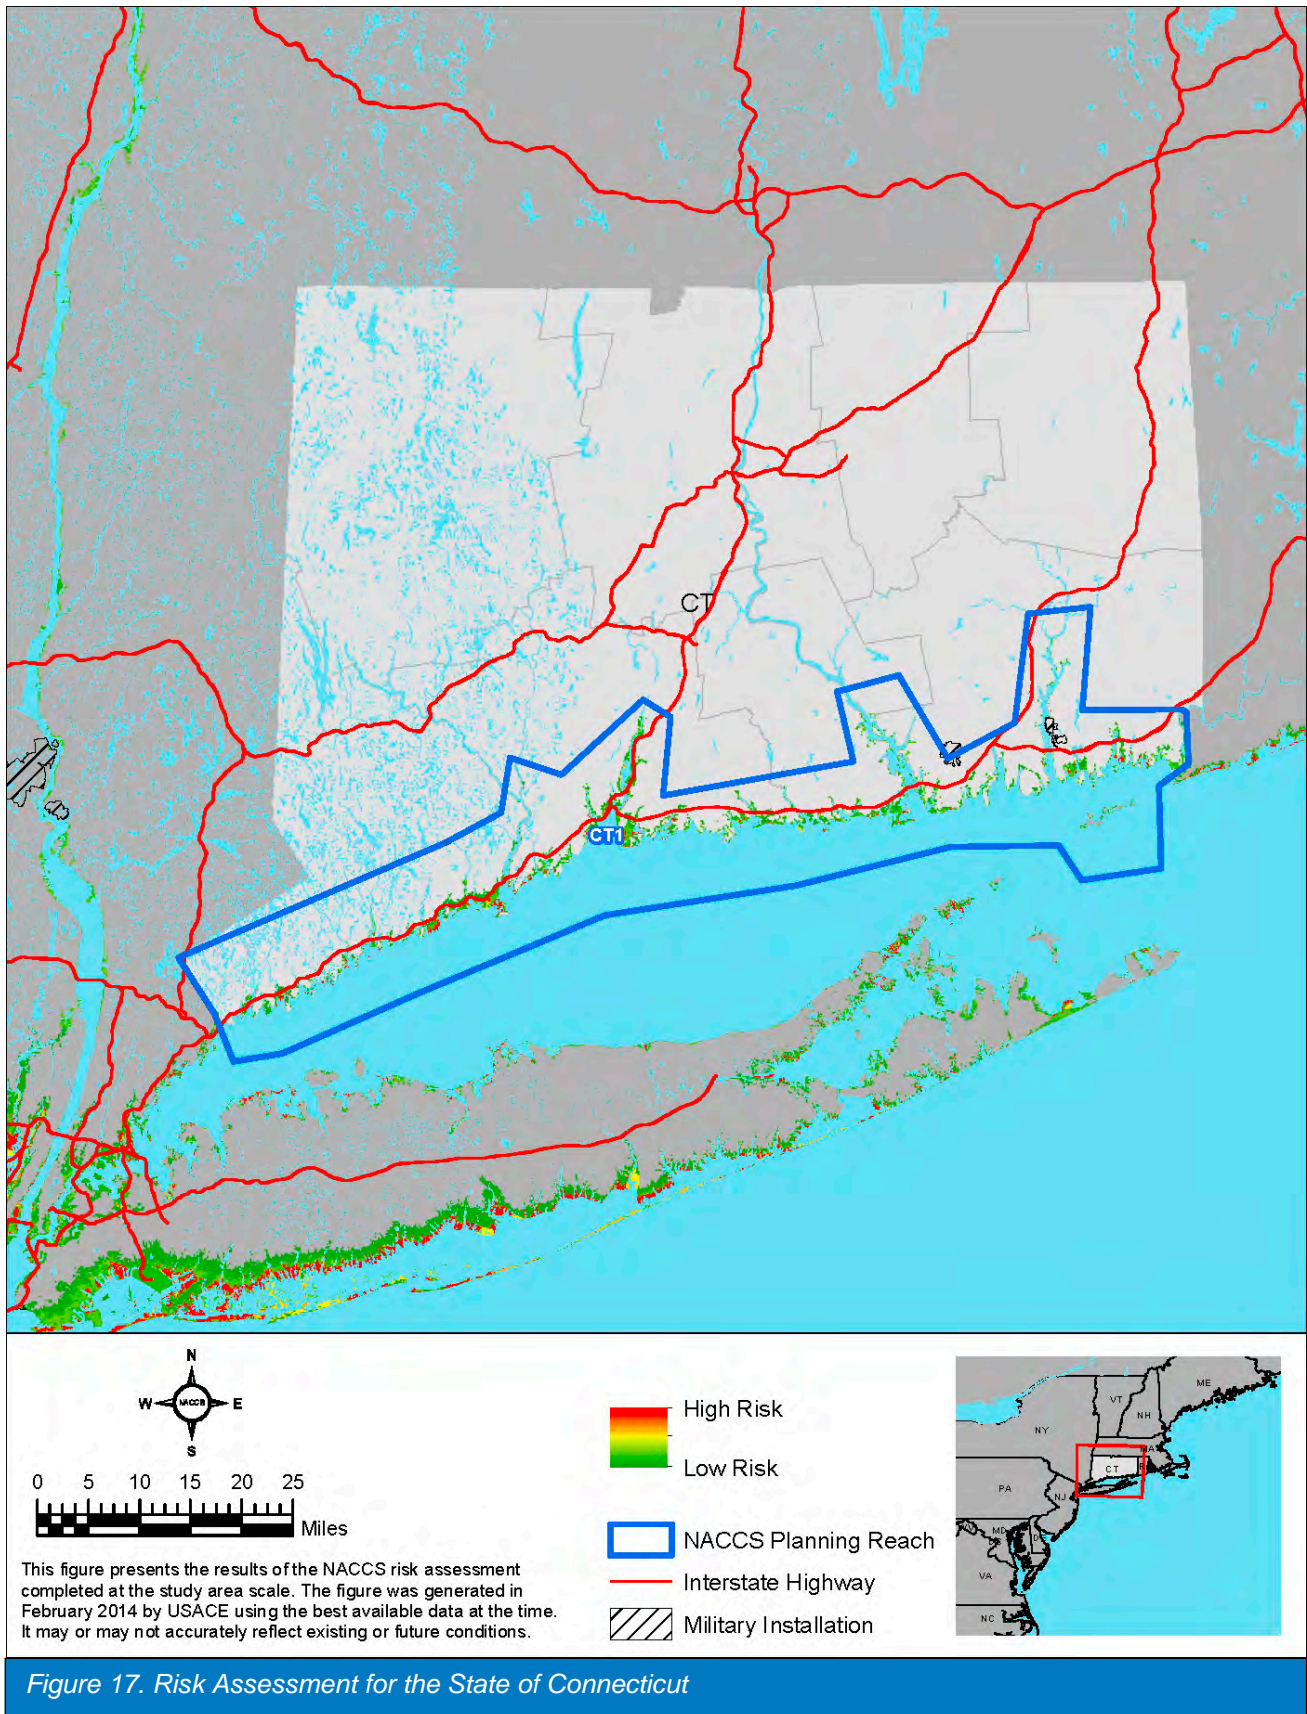 CT
CT1
N
W NACCS E
S
0 5 10 15 20 25
Miles
This figure presents the results of the NACCS risk assessment
completed at the study area scale. The figure was generated in
February 2014 by USACE using the best available data at the time.
It may or may not accurately reflect existing or future conditions.
High Risk
Low Risk
NACCS Planning Reach
Interstate Highway
Military Installation
ME
VT
NH
NY
MA
CT
PA
NJ
MD
VA
NC
Figure 17. Risk Assessment for the State of Connecticut